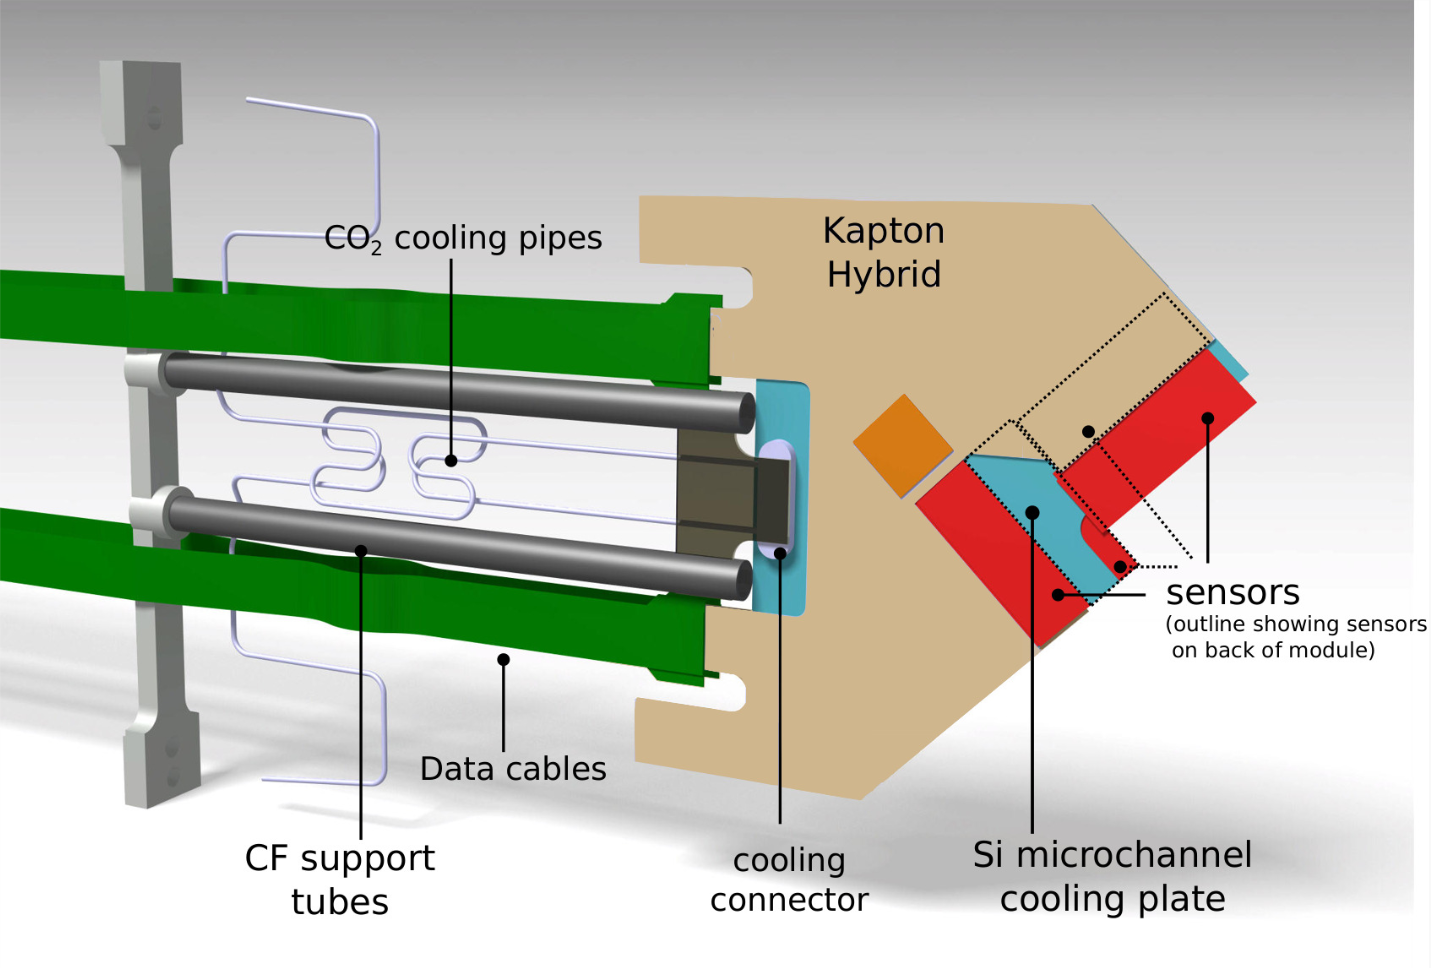 Kapton
Hybrid
CO₂ cooling pipes
sensors
(outline showing sensors
on back of module)
Data cables
CF support
tubes
cooling
connector
Si microchannel
cooling plate